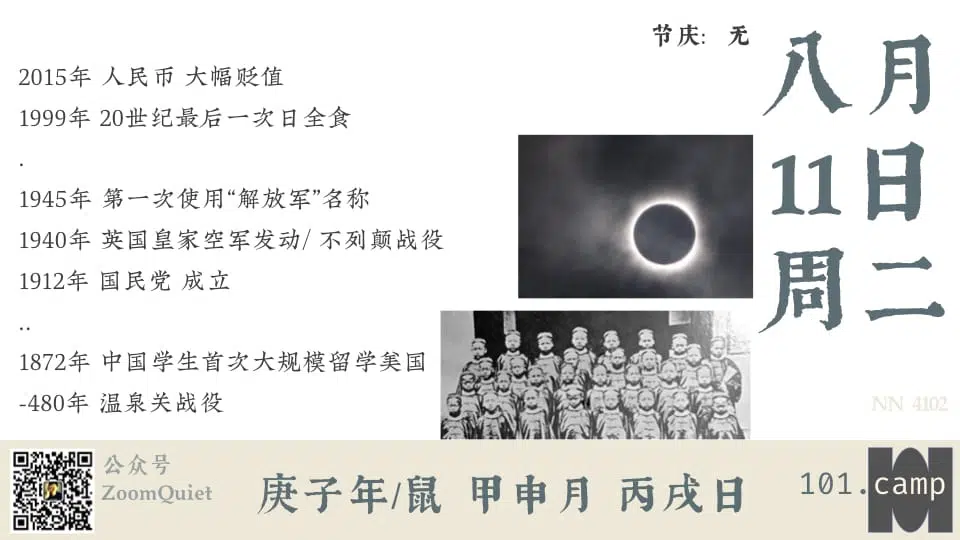 节庆: 无
八月
11日
周二
2015年 人民币 大幅贬值
1999年 20世纪最后一次日全食
.
1945年 第一次使用“解放军”名称
1940年 英国皇家空军发动/ 不列颠战役
1912年 国民党 成立
..
1872年 中国学生首次大规模留学美国
-480年 温泉关战役
NN 4102
公众号
ZoomQuiet
庚子年/鼠 甲申月 丙戌日
101.camp